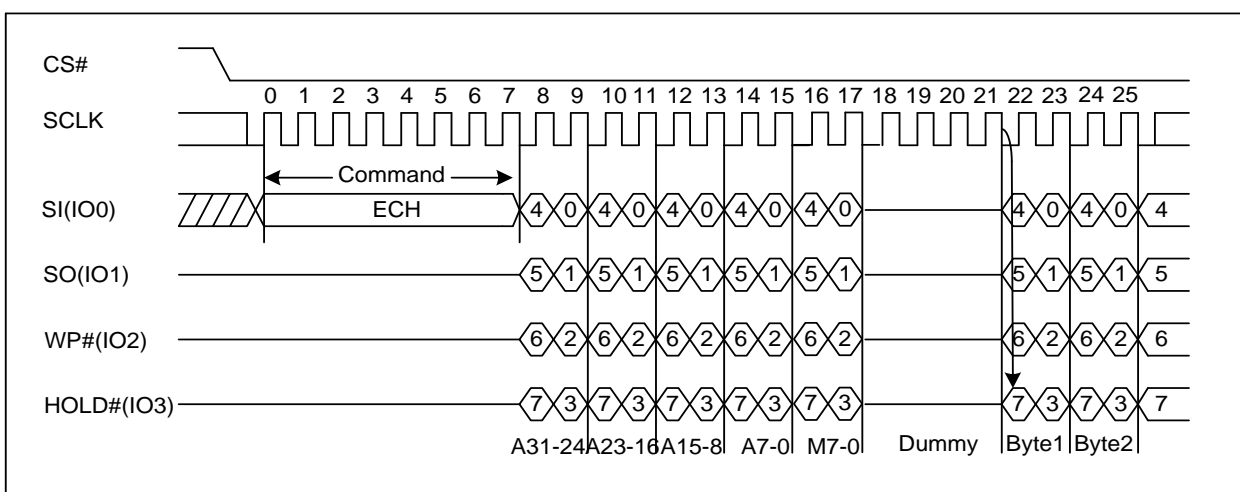 CS#
0 1 2 3 4 5 6 7 8 9 10 11 12 13 14 15 16 17 18 19 20 21 22 23 24 25
SCLK
Command
SI(IO0) ECH 4 0 4 0 4 0 4 0 4 0 4 0 4 0 4
SO(IO1) 5 1 5 1 5 1 5 1 5 1 5 1 5 1 5
WP#(IO2) 6 2 6 2 6 2 6 2 6 2 6 2 6 2 6
HOLD#(IO3) 7 3 7 3 7 3 7 3 7 3 7 3 7 3 7
A31-24 A23-16 A15-8 A7-0 M7-0 Dummy Byte1 Byte2